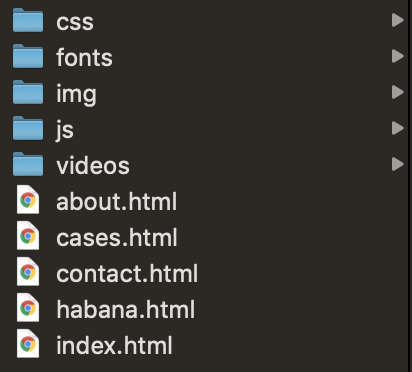 css
fonts
img
js
videos
about.html
cases.html
contact.html
habana.html
index.html